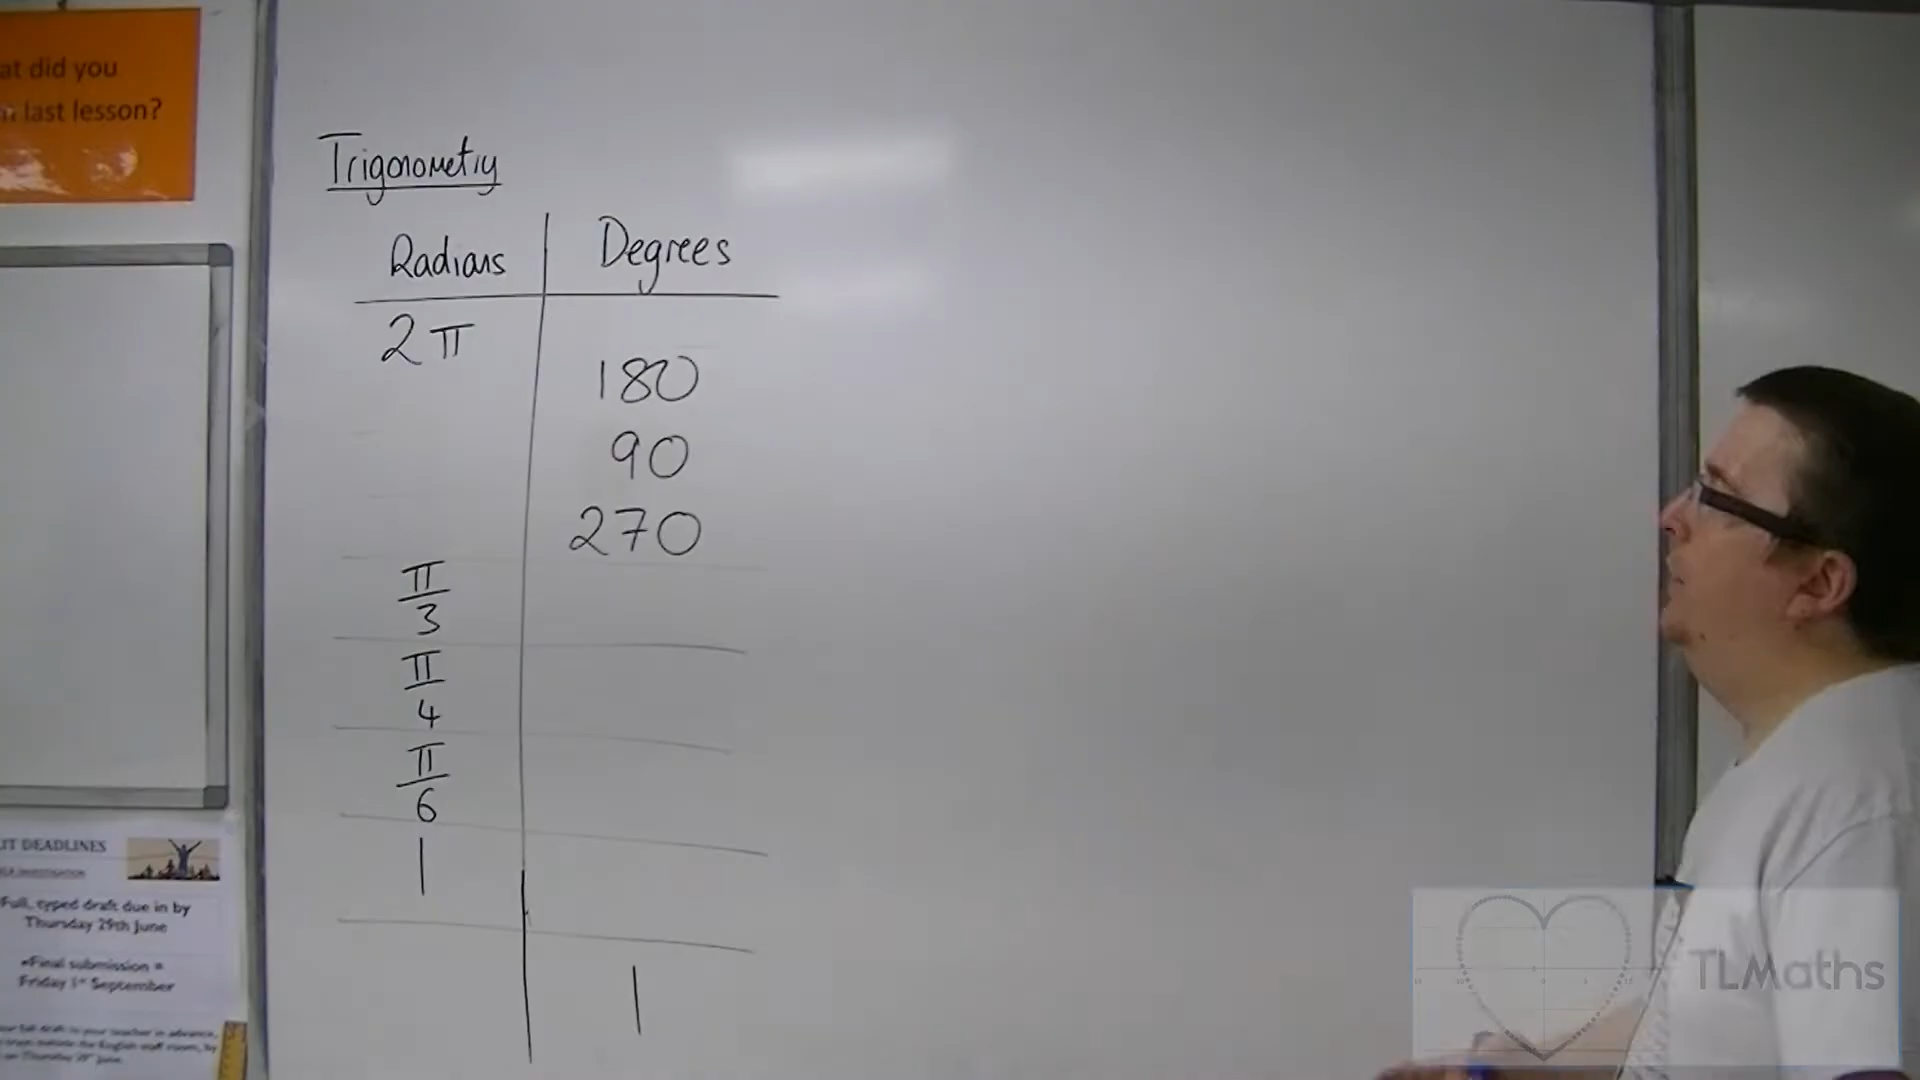 at did you
last lesson?
Trigonometry
Radians Degrees
2π
180
90
270
π/3
π/4
π/6
1
1
IT DEADLINES
Full, typed draft due in by
Thursday 29th June
*Final submission =
Friday 1st September
TLMaths